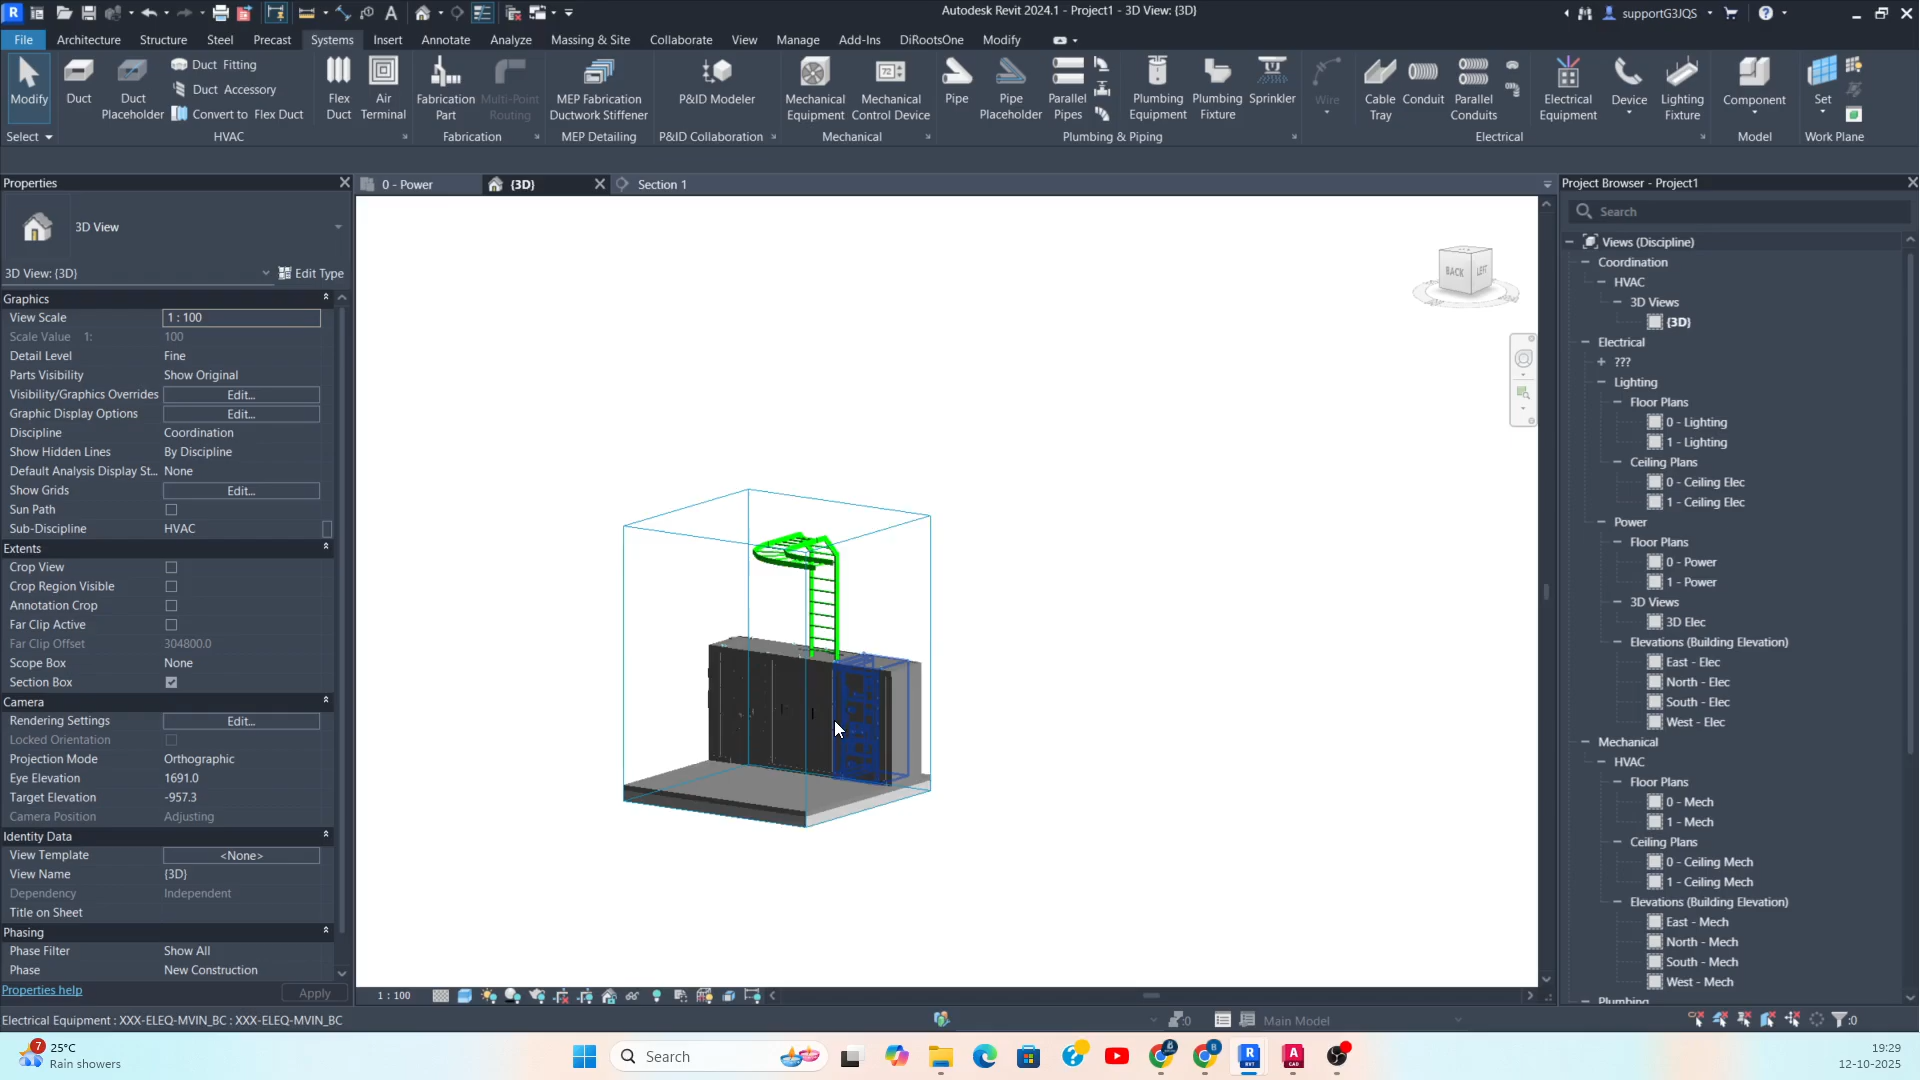 Autodesk Revit 2024.1 - Project1 - 3D View: {3D}
supportG3JQS
File Architecture Structure Steel Precast Systems Insert Annotate Analyze Massing & Site Collaborate View Manage Add-Ins DiRootsOne Modify
Modify
Select
Duct
Duct Placeholder
Duct Fitting
Duct Accessory
Convert to Flex Duct
HVAC
Flex Duct
Air Terminal
Fabrication Part
Multi-Point Routing
Fabrication
MEP Fabrication Ductwork Stiffener
MEP Detailing
P&ID Modeler
P&ID Collaboration
Mechanical Equipment
Mechanical Control Device
Mechanical
Pipe
Pipe Placeholder
Parallel Pipes
Plumbing Equipment
Plumbing Fixture
Sprinkler
Plumbing & Piping
Wire
Cable Tray
Conduit
Parallel Conduits
Electrical Equipment
Device
Lighting Fixture
Electrical
Component
Model
Set
Work Plane
Properties
3D View
3D View: {3D}
Edit Type
Graphics
View Scale 1 : 100
Scale Value 1: 100
Detail Level Fine
Parts Visibility Show Original
Visibility/Graphics Overrides Edit...
Graphic Display Options Edit...
Discipline Coordination
Show Hidden Lines By Discipline
Default Analysis Display St... None
Show Grids Edit...
Sun Path
Sub-Discipline HVAC
Extents
Crop View
Crop Region Visible
Annotation Crop
Far Clip Active
Far Clip Offset 304800.0
Scope Box None
Section Box
Camera
Rendering Settings Edit...
Locked Orientation
Projection Mode Orthographic
Eye Elevation 1691.0
Target Elevation -957.3
Camera Position Adjusting
Identity Data
View Template <None>
View Name {3D}
Dependency Independent
Title on Sheet
Phasing
Phase Filter Show All
Phase New Construction
Properties help
Apply
0 - Power
{3D}
Section 1
BACK
LEFT
1 : 100
Project Browser - Project1
Search
Views (Discipline)
Coordination
HVAC
3D Views
{3D}
Electrical
???
Lighting
Floor Plans
0 - Lighting
1 - Lighting
Ceiling Plans
0 - Ceiling Elec
1 - Ceiling Elec
Power
Floor Plans
0 - Power
1 - Power
3D Views
3D Elec
Elevations (Building Elevation)
East - Elec
North - Elec
South - Elec
West - Elec
Mechanical
HVAC
Floor Plans
0 - Mech
1 - Mech
Ceiling Plans
0 - Ceiling Mech
1 - Ceiling Mech
Elevations (Building Elevation)
East - Mech
North - Mech
South - Mech
West - Mech
Plumbing
Electrical Equipment : XXX-ELEQ-MVIN_BC : XXX-ELEQ-MVIN_BC
:0
Main Model
:0
7
25°C
Rain showers
Search
19:29
12-10-2025